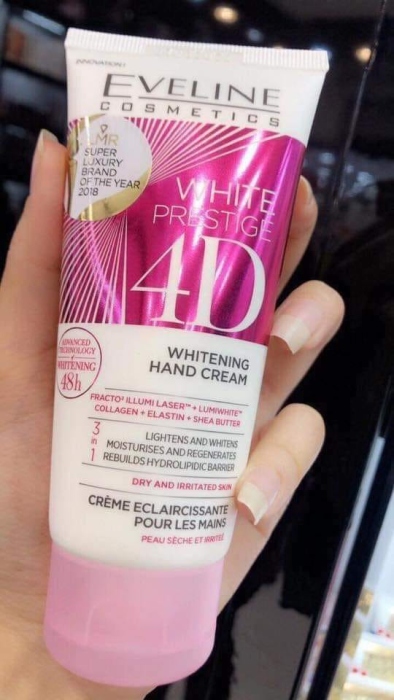 INNOVATION!
EVELINE
COSMETICS
LMR
SUPER
LUXURY
BRAND
OF THE YEAR
2018
WHITE
PRESTIGE
4D
WHITENING
HAND CREAM
ADVANCED
TECHNOLOGY
WHITENING
48h
FRACTO³ ILLUMI LASER™ + LUMIWHITE™
COLLAGEN + ELASTIN + SHEA BUTTER
3 in 1
LIGHTENS AND WHITENS
MOISTURISES AND REGENERATES
REBUILDS HYDROLIPIDIC BARRIER
DRY AND IRRITATED SKIN
CRÈME ECLAIRCISSANTE
POUR LES MAINS
PEAU SÈCHE ET IRRITÉE